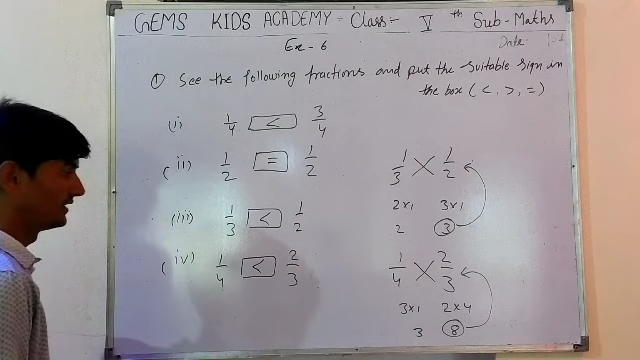 GEMS KIDS ACADEMY - Class - Vth Sub - Maths
Ex - 6 Date:
① See the following fractions and put the suitable sign in
the box ( <, >, = )
(i) 1/4 < 3/4
(ii) 1/2 = 1/2
(iii) 1/3 < 1/2
(iv) 1/4 < 2/3
1/3 X 1/2
2x1 3x1
2 3
1/4 X 2/3
3x1 2x4
3 8